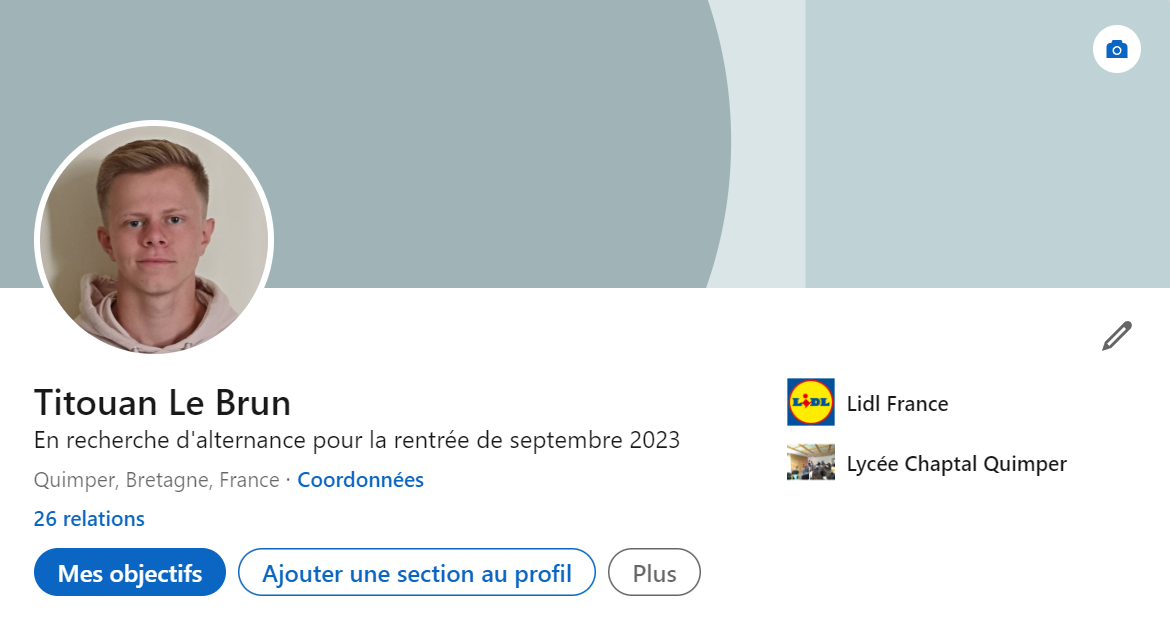 Titouan Le Brun
En recherche d'alternance pour la rentrée de septembre 2023
Quimper, Bretagne, France · Coordonnées
26 relations
Mes objectifs
Ajouter une section au profil
Plus
LIDL
Lidl France
Lycée Chaptal Quimper